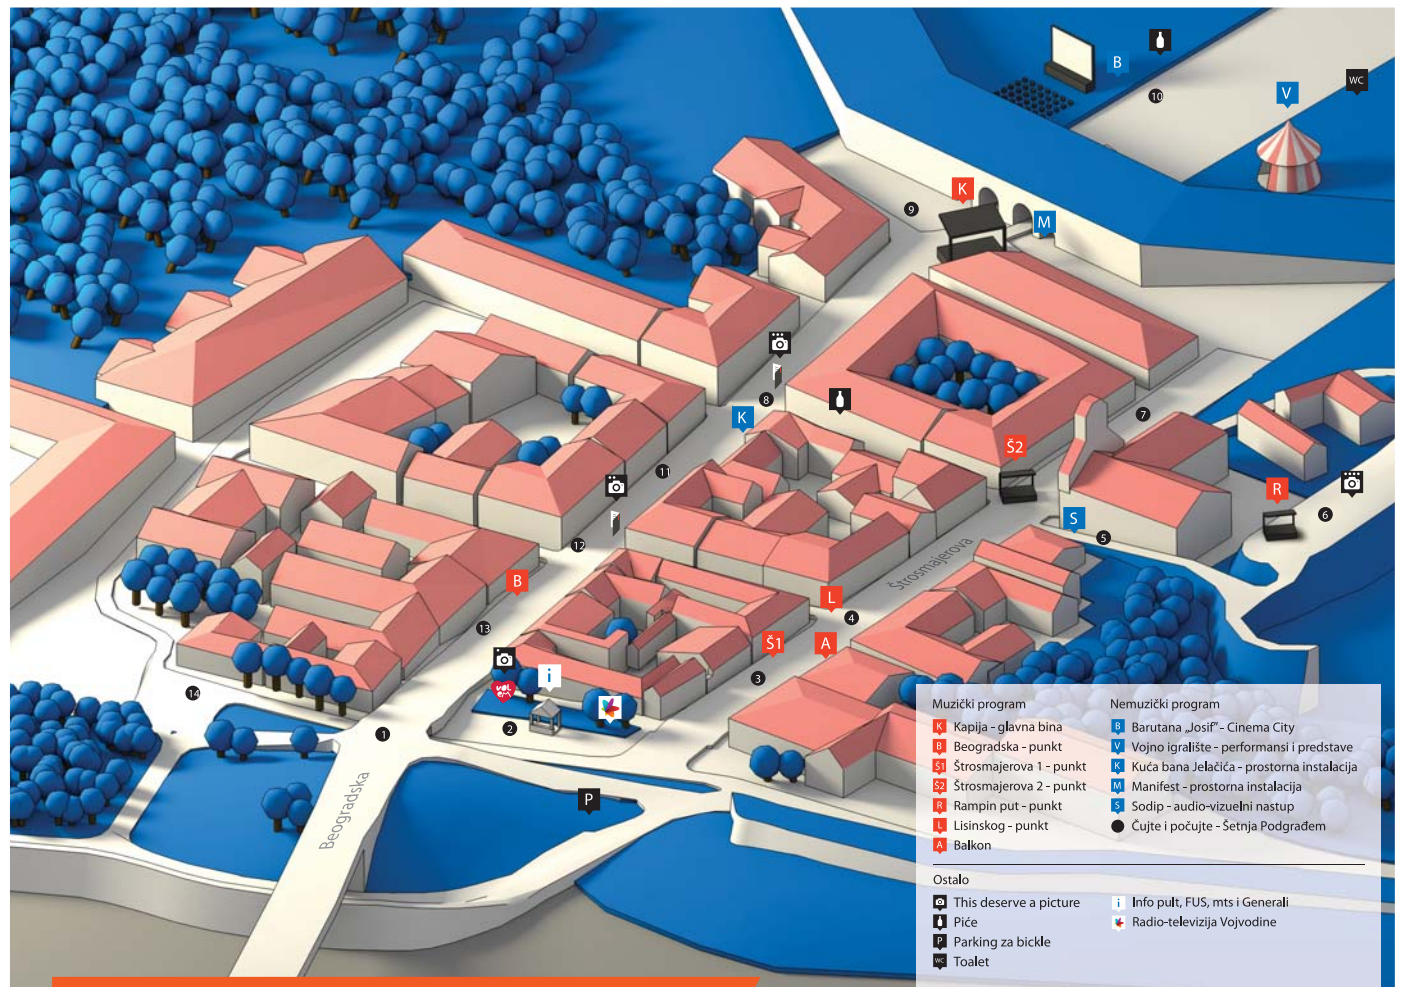 B
10
WC
V
K
9
M
8
K
7
Š2
11
R
6
S
5
12
Štrosmajerova
B
L
4
13
Š1
A
3
i
vol
em
14
2
1
P
Beogradska
Muzički program
K Kapija - glavna bina
B Beogradska - punkt
Š1 Štrosmajerova 1 - punkt
Š2 Štrosmajerova 2 - punkt
R Rampin put - punkt
L Lisinskog - punkt
A Balkon
Nemuzički program
B Barutana „Josif” - Cinema City
V Vojno igralište - performansi i predstave
K Kuća bana Jelačića - prostorna instalacija
M Manifest - prostorna instalacija
S Sodip - audio-vizuelni nastup
Čujte i počujte - Šetnja Podgrađem
Ostalo
This deserve a picture
Piće
P Parking za bickle
WC Toalet
i Info pult, FUS, mts i Generali
Radio-televizija Vojvodine